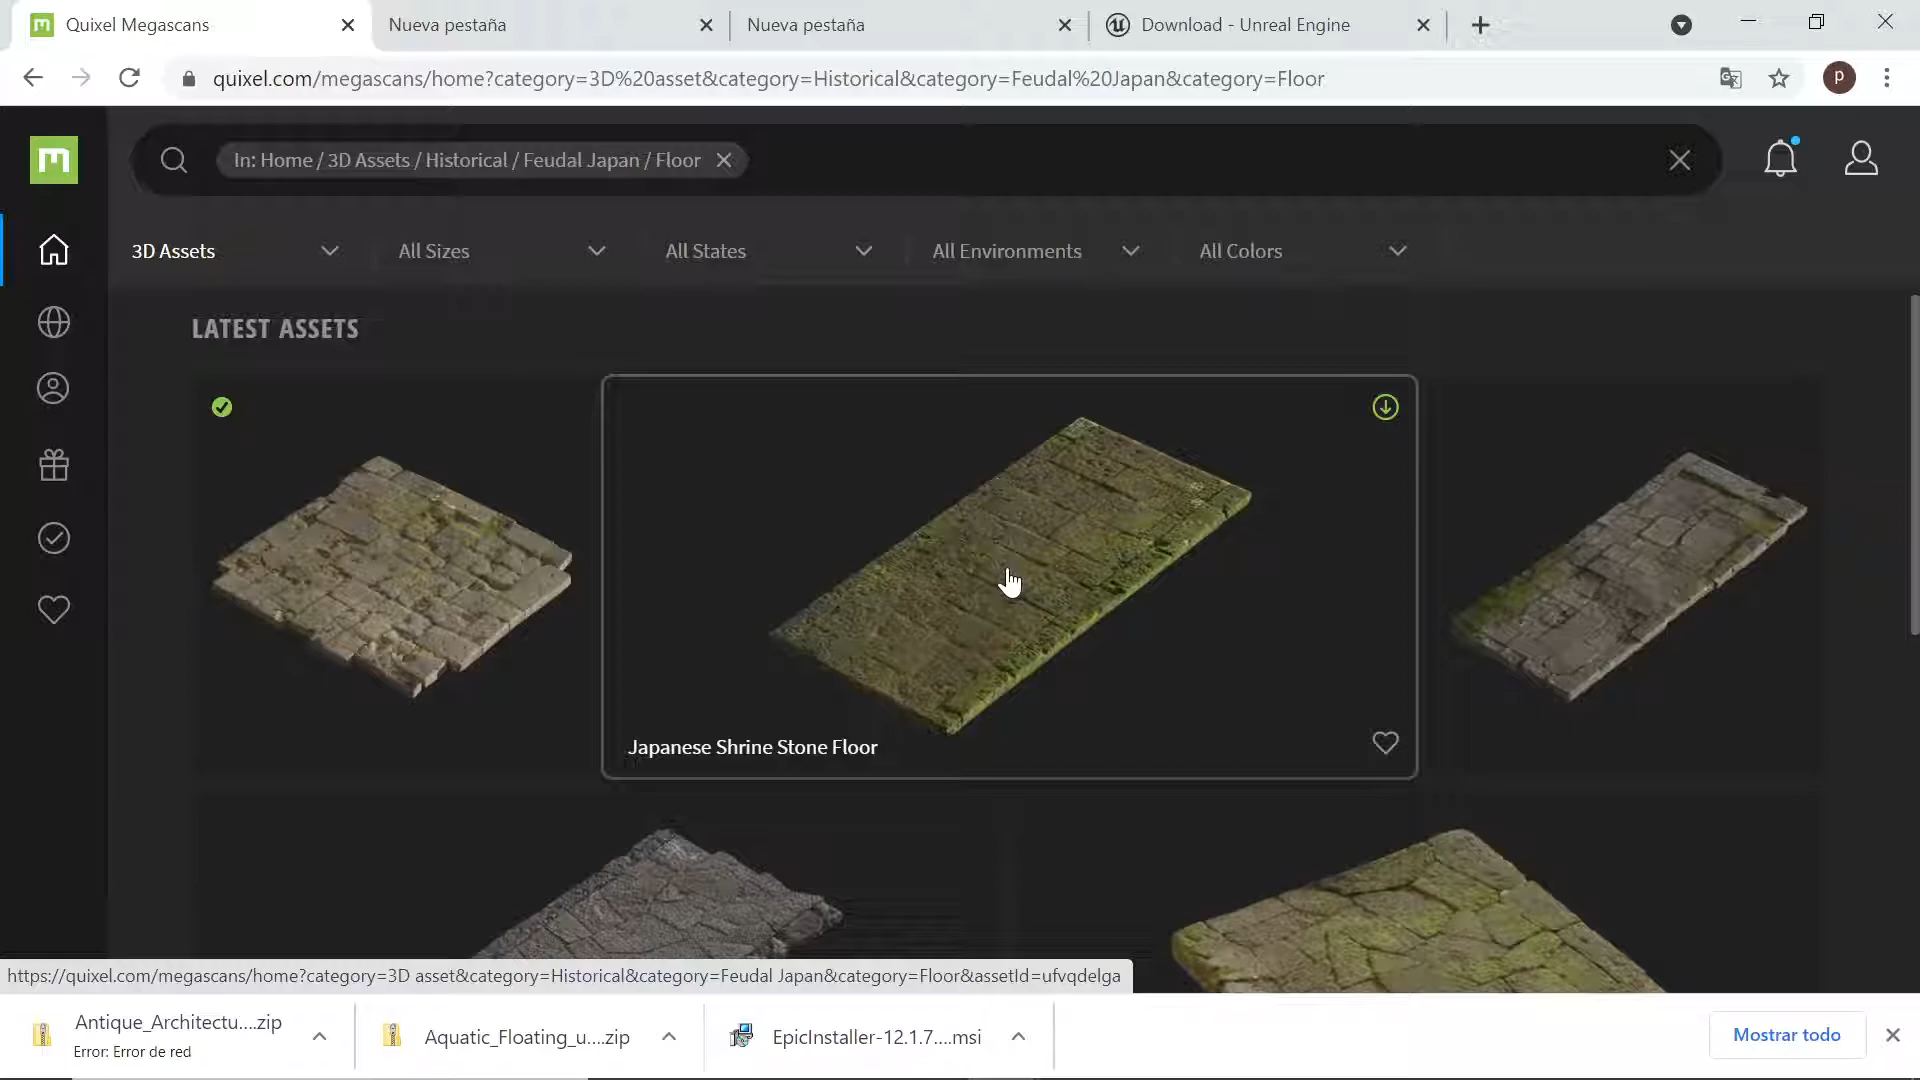 Quixel Megascans
Nueva pestaña
Nueva pestaña
Download - Unreal Engine
quixel.com/megascans/home?category=3D%20asset&category=Historical&category=Feudal%20Japan&category=Floor
p
In: Home / 3D Assets / Historical / Feudal Japan / Floor
3D Assets
All Sizes
All States
All Environments
All Colors
LATEST ASSETS
Japanese Shrine Stone Floor
https://quixel.com/megascans/home?category=3D asset&category=Historical&category=Feudal Japan&category=Floor&assetId=ufvqdelga
Antique_Architectu....zip
Error: Error de red
Aquatic_Floating_u....zip
EpicInstaller-12.1.7....msi
Mostrar todo